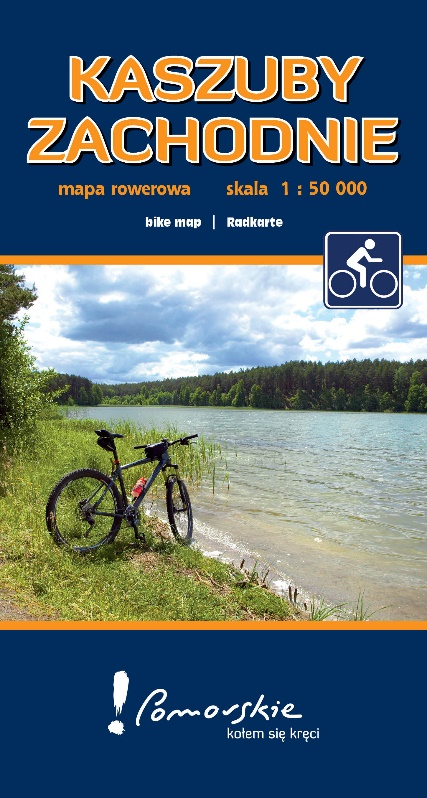 KASZUBY
ZACHODNIE
mapa rowerowa skala 1 : 50 000
bike map | Radkarte
Pomorskie
kołem się kręci